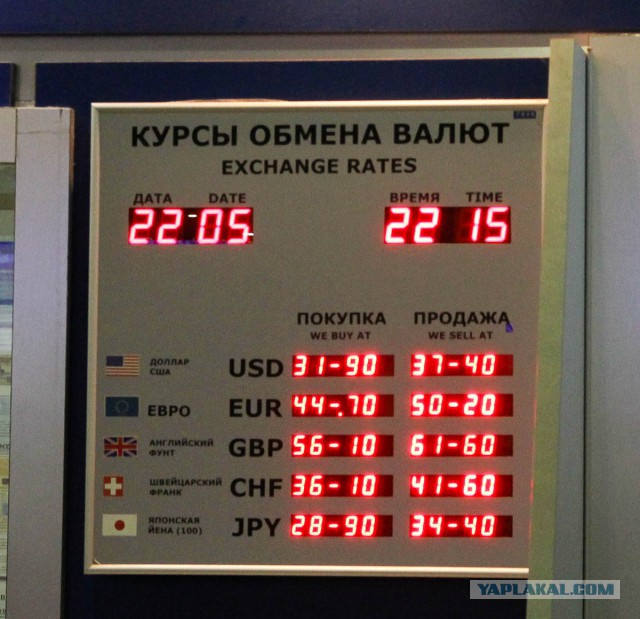 КУРСЫ ОБМЕНА ВАЛЮТ
EXCHANGE RATES
ДАТА DATE ВРЕМЯ TIME
22 05 22 15
ПОКУПКА ПРОДАЖА
WE BUY AT WE SELL AT
ДОЛЛАР США USD 31-90 37-40
ЕВРО EUR 44-70 50-20
АНГЛИЙСКИЙ ФУНТ GBP 56-10 61-60
ШВЕЙЦАРСКИЙ ФРАНК CHF 36-10 41-60
ЯПОНСКАЯ ЙЕНА (100) JPY 28-90 34-40
YAPLAKAL.COM